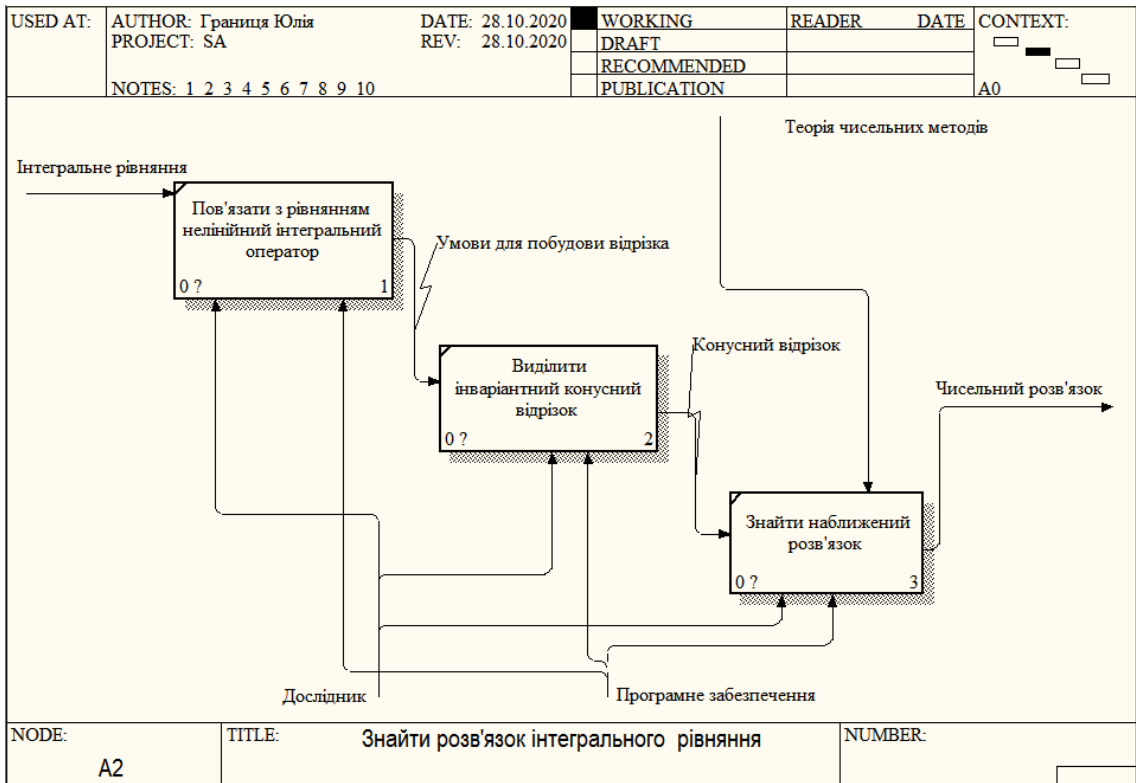 USED AT:
AUTHOR: Границя Юлія
DATE: 28.10.2020
WORKING
READER
DATE
CONTEXT:
PROJECT: SA
REV: 28.10.2020
DRAFT
RECOMMENDED
NOTES: 1 2 3 4 5 6 7 8 9 10
PUBLICATION
A0
Теорія чисельних методів
Інтегральне рівняння
Пов'язати з рівнянням
нелінійний інтегральний
оператор
0 ?
1
Умови для побудови відрізка
Виділити
інваріантний конусний
відрізок
0 ?
2
Конусний відрізок
Чисельний розв'язок
Знайти наближений
розв'язок
0 ?
3
Дослідник
Програмне забезпечення
NODE:
A2
TITLE:
Знайти розв'язок інтегрального рівняння
NUMBER: